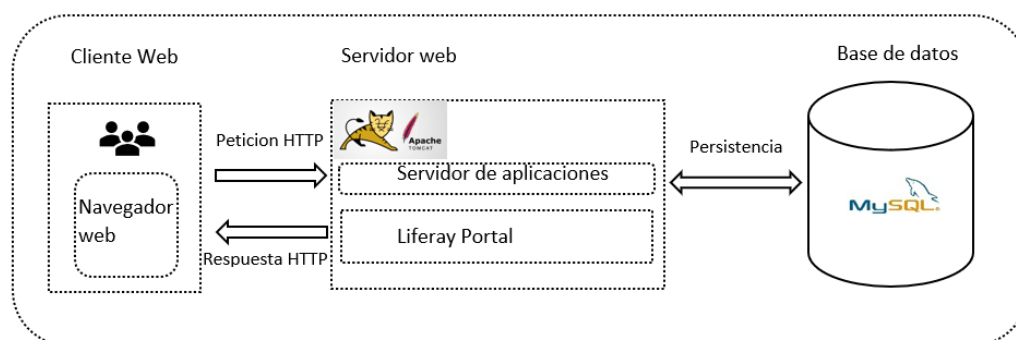 Cliente Web
Servidor web
Base de datos
Peticion HTTP
Apache
TOMCAT
Servidor de aplicaciones
Persistencia
Navegador
web
Liferay Portal
MySQL®
Respuesta HTTP